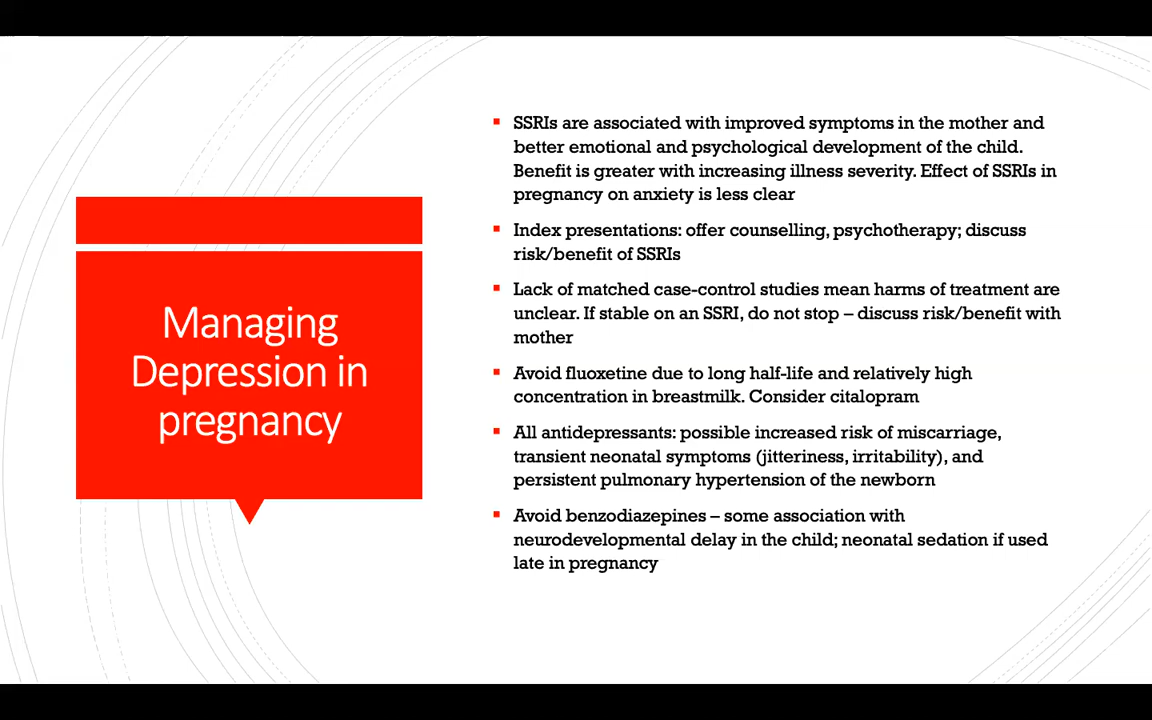 Managing
Depression in
pregnancy
SSRIs are associated with improved symptoms in the mother and
better emotional and psychological development of the child.
Benefit is greater with increasing illness severity. Effect of SSRIs in
pregnancy on anxiety is less clear
Index presentations: offer counselling, psychotherapy; discuss
risk/benefit of SSRIs
Lack of matched case-control studies mean harms of treatment are
unclear. If stable on an SSRI, do not stop – discuss risk/benefit with
mother
Avoid fluoxetine due to long half-life and relatively high
concentration in breastmilk. Consider citalopram
All antidepressants: possible increased risk of miscarriage,
transient neonatal symptoms (jitteriness, irritability), and
persistent pulmonary hypertension of the newborn
Avoid benzodiazepines – some association with
neurodevelopmental delay in the child; neonatal sedation if used
late in pregnancy